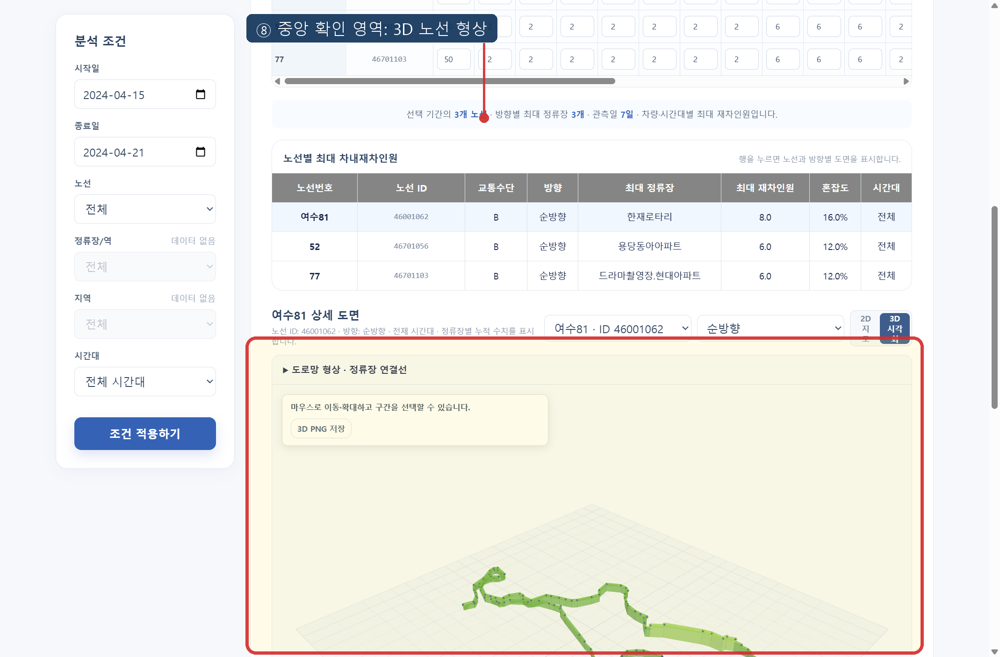 ⑧ 중앙 확인 영역: 3D 노선 형상
분석 조건
시작일
2024-04-15
종료일
2024-04-21
노선
전체
정류장/역 데이터 없음
전체
지역 데이터 없음
전체
시간대
전체 시간대
조건 적용하기
2 2 2 2 2 2 6 6 6 2
77 46701103 50 2 2 2 2 2 2 2 6 6 6 2
선택 기간의 3개 노선 · 방향별 최대 정류장 3개 · 관측일 7일 · 차량·시간대별 최대 재차인원입니다.
노선별 최대 차내재차인원 행을 누르면 노선과 방향별 도면을 표시합니다.
노선번호 노선 ID 교통수단 방향 최대 정류장 최대 재차인원 혼잡도 시간대
여수81 46001062 B 순방향 한재로타리 8.0 16.0% 전체
52 46701056 B 순방향 용당동아아파트 6.0 12.0% 전체
77 46701103 B 순방향 드라마촬영장.현대아파트 6.0 12.0% 전체
여수81 상세 도면
노선 ID: 46001062 · 방향: 순방향 · 전체 시간대 · 정류장별 누적 수치를 표시
합니다.
여수81 · ID 46001062
순방향
2D
지
도
3D
시각
화
▶ 도로망 형상 · 정류장 연결선
마우스로 이동·확대하고 구간을 선택할 수 있습니다.
3D PNG 저장